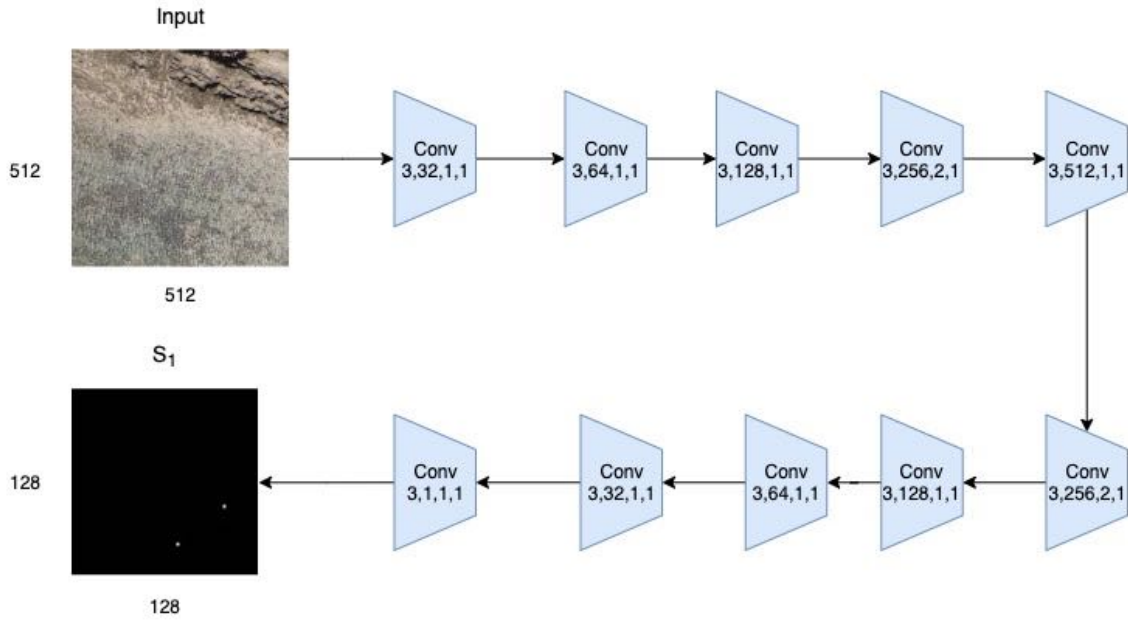 Input
512
512
Conv
3,32,1,1
Conv
3,64,1,1
Conv
3,128,1,1
Conv
3,256,2,1
Conv
3,512,1,1
S₁
128
128
Conv
3,1,1,1
Conv
3,32,1,1
Conv
3,64,1,1
Conv
3,128,1,1
Conv
3,256,2,1